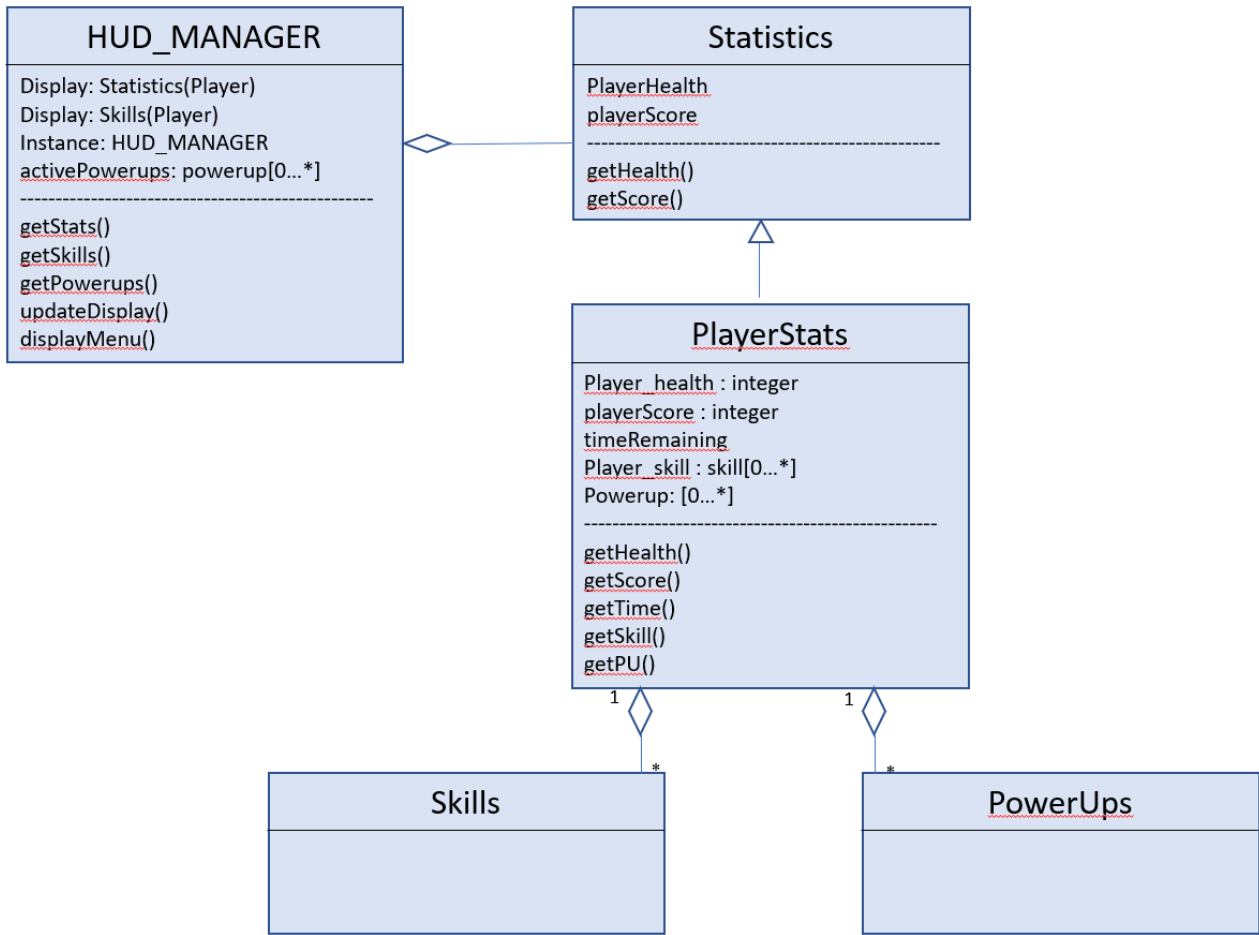 HUD_MANAGER
Display: Statistics(Player)
Display: Skills(Player)
Instance: HUD_MANAGER
activePowerups: powerup[0...*]
--------------------------------------------------
getStats()
getSkills()
getPowerups()
updateDisplay()
displayMenu()
Statistics
PlayerHealth
playerScore
--------------------------------------------------
getHealth()
getScore()
PlayerStats
Player_health : integer
playerScore : integer
timeRemaining
Player_skill : skill[0...*]
Powerup: [0...*]
--------------------------------------------------
getHealth()
getScore()
getTime()
getSkill()
getPU()
1
1
*
*
Skills
PowerUps